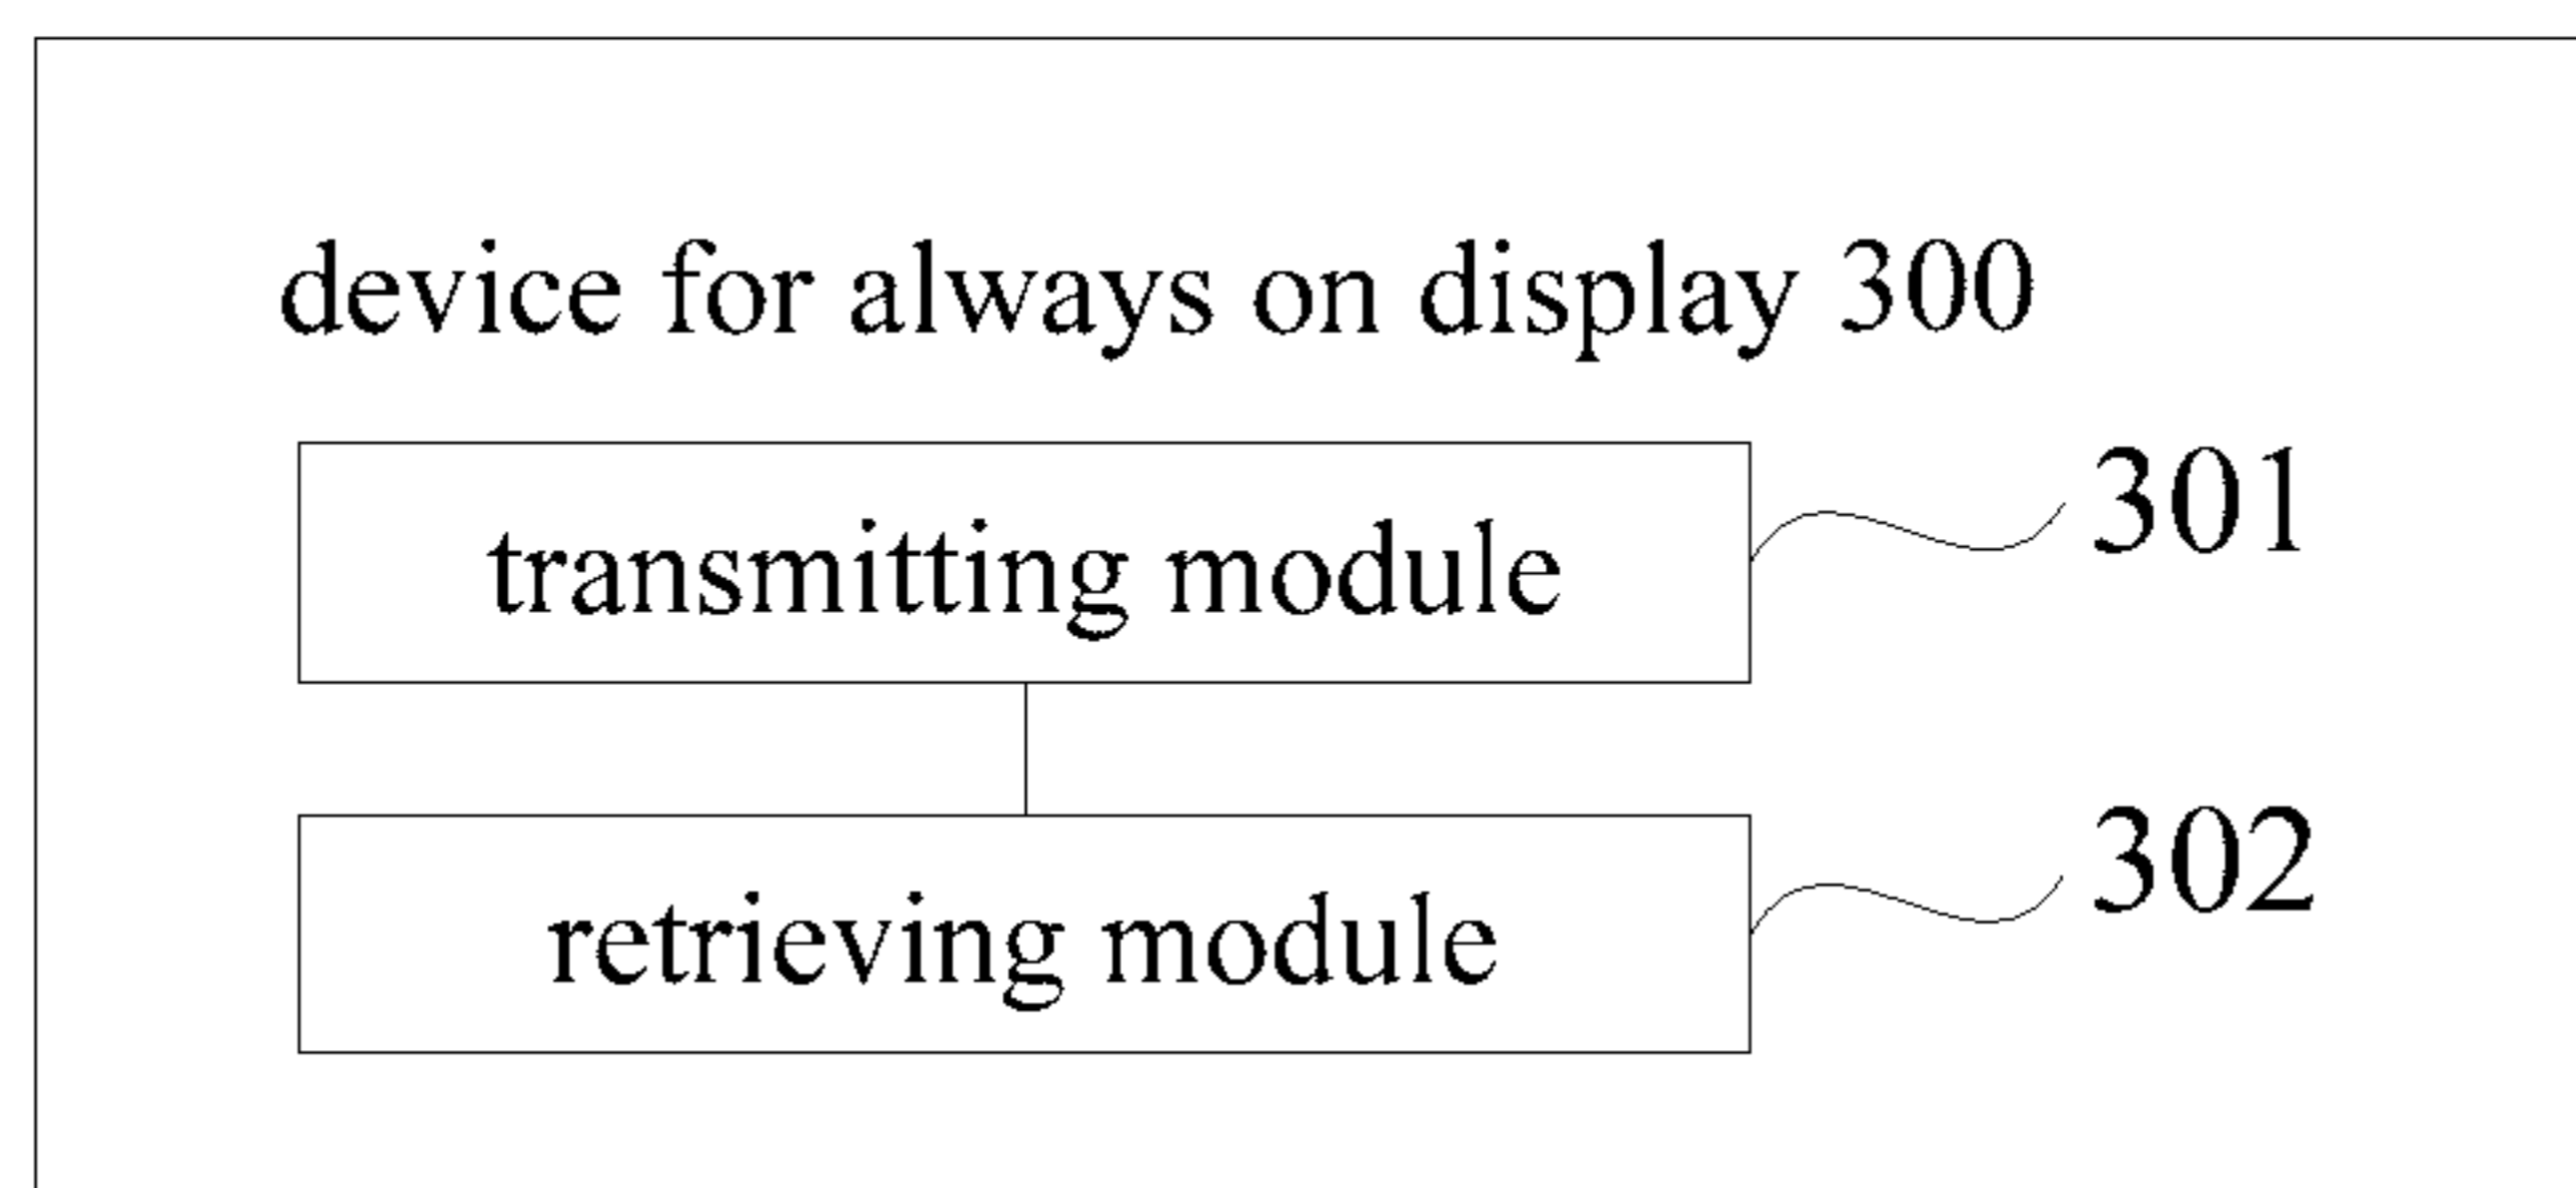 device for always on display 300
transmitting module
301
retrieving module
302